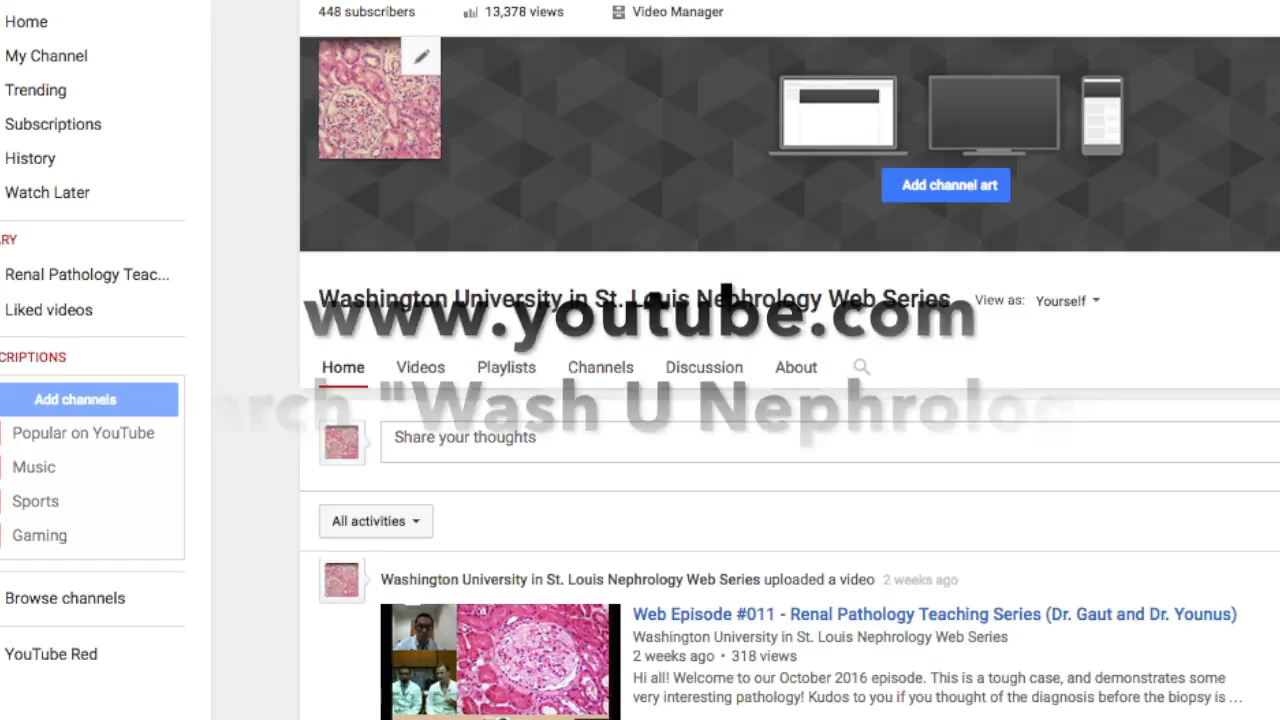 448 subscribers
13,378 views
Video Manager
Home
My Channel
Trending
Subscriptions
History
Watch Later
RY
Renal Pathology Teac...
Liked videos
CRIPTIONS
Add channels
Popular on YouTube
Music
Sports
Gaming
Browse channels
YouTube Red
Add channel art
Washington University in St. Louis Nephrology Web Series
View as: Yourself
www.youtube.com
Home Videos Playlists Channels Discussion About
arch "Wash U Nephrolog
Share your thoughts
All activities
Washington University in St. Louis Nephrology Web Series uploaded a video 2 weeks ago
Web Episode #011 - Renal Pathology Teaching Series (Dr. Gaut and Dr. Younus)
Washington University in St. Louis Nephrology Web Series
2 weeks ago • 318 views
Hi all! Welcome to our October 2016 episode. This is a tough case, and demonstrates some
very interesting pathology! Kudos to you if you thought of the diagnosis before the biopsy is ...